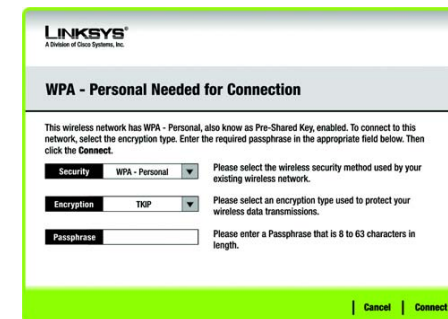 LINKSYS®
A Division of Cisco Systems, Inc.
WPA - Personal Needed for Connection
This wireless network has WPA - Personal, also know as Pre-Shared Key, enabled. To connect to this
network, select the encryption type. Enter the required passphrase in the appropriate field below. Then
click the Connect.
Security WPA - Personal Please select the wireless security method used by your
existing wireless network.
Encryption TKIP Please select an encryption type used to protect your
wireless data transmissions.
Passphrase Please enter a Passphrase that is 8 to 63 characters in
length.
Cancel Connect